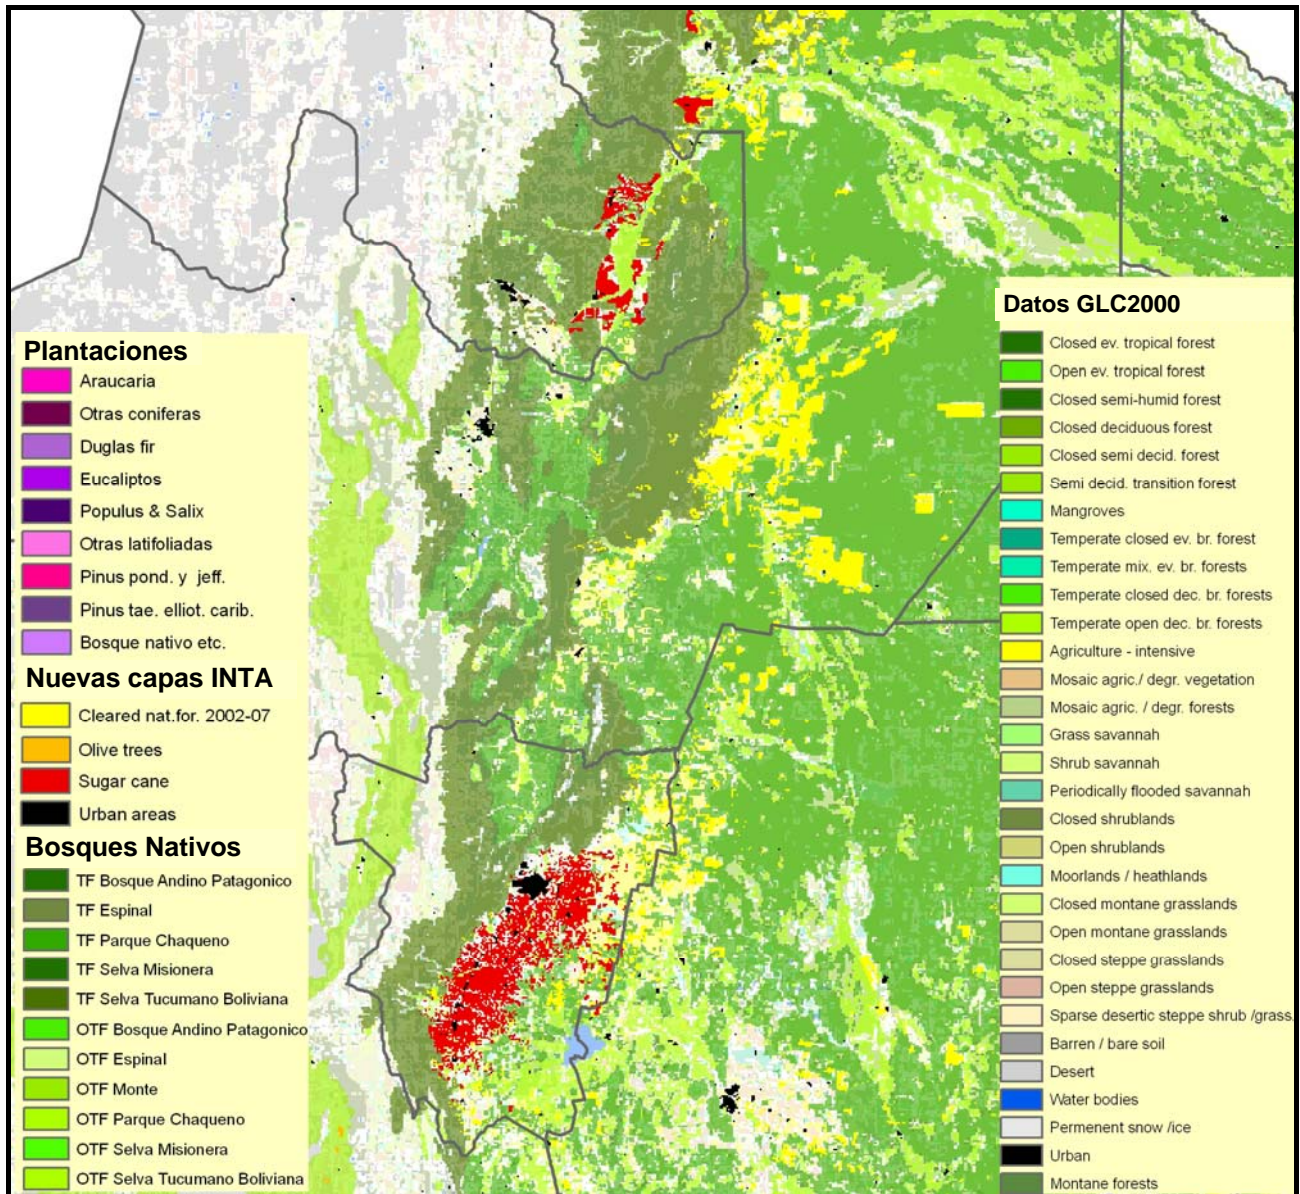 Plantaciones
Araucaria
Otras coniferas
Duglas fir
Eucaliptos
Populus & Salix
Otras latifoliadas
Pinus pond. y jeff.
Pinus tae. elliot. carib.
Bosque nativo etc.
Nuevas capas INTA
Cleared nat.for. 2002-07
Olive trees
Sugar cane
Urban areas
Bosques Nativos
TF Bosque Andino Patagonico
TF Espinal
TF Parque Chaqueno
TF Selva Misionera
TF Selva Tucumano Boliviana
OTF Bosque Andino Patagonico
OTF Espinal
OTF Monte
OTF Parque Chaqueno
OTF Selva Misionera
OTF Selva Tucumano Boliviana
Datos GLC2000
Closed ev. tropical forest
Open ev. tropical forest
Closed semi-humid forest
Closed deciduous forest
Closed semi decid. forest
Semi decid. transition forest
Mangroves
Temperate closed ev. br. forest
Temperate mix. ev. br. forests
Temperate closed dec. br. forests
Temperate open dec. br. forests
Agriculture - intensive
Mosaic agric./ degr. vegetation
Mosaic agric. / degr. forests
Grass savannah
Shrub savannah
Periodically flooded savannah
Closed shrublands
Open shrublands
Moorlands / heathlands
Closed montane grasslands
Open montane grasslands
Closed steppe grasslands
Open steppe grasslands
Sparse desertic steppe shrub /grass.
Barren / bare soil
Desert
Water bodies
Permenent snow /ice
Urban
Montane forests